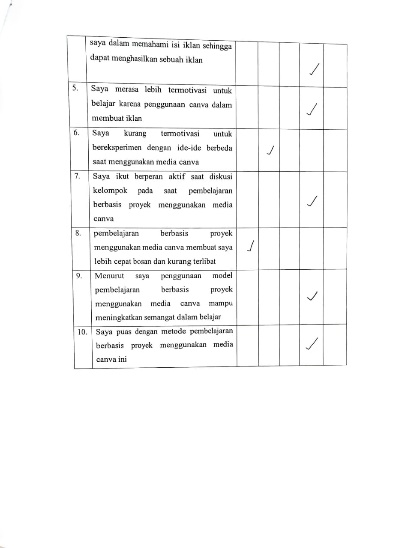 saya dalam memahami isi iklan sehingga
dapat menghasilkan sebuah iklan
5. Saya merasa lebih termotivasi untuk
belajar karena penggunaan canva dalam
membuat iklan
6. Saya kurang termotivasi untuk
bereksperimen dengan ide-ide berbeda
saat menggunakan media canva
7. Saya ikut berperan aktif saat diskusi
kelompok pada saat pembelajaran
berbasis proyek menggunakan media
canva
8. pembelajaran berbasis proyek
menggunakan media canva membuat saya
lebih cepat bosan dan kurang terlibat
9. Menurut saya penggunaan model
pembelajaran berbasis proyek
menggunakan media canva mampu
meningkatkan semangat dalam belajar
10. Saya puas dengan metode pembelajaran
berbasis proyek menggunakan media
canva ini